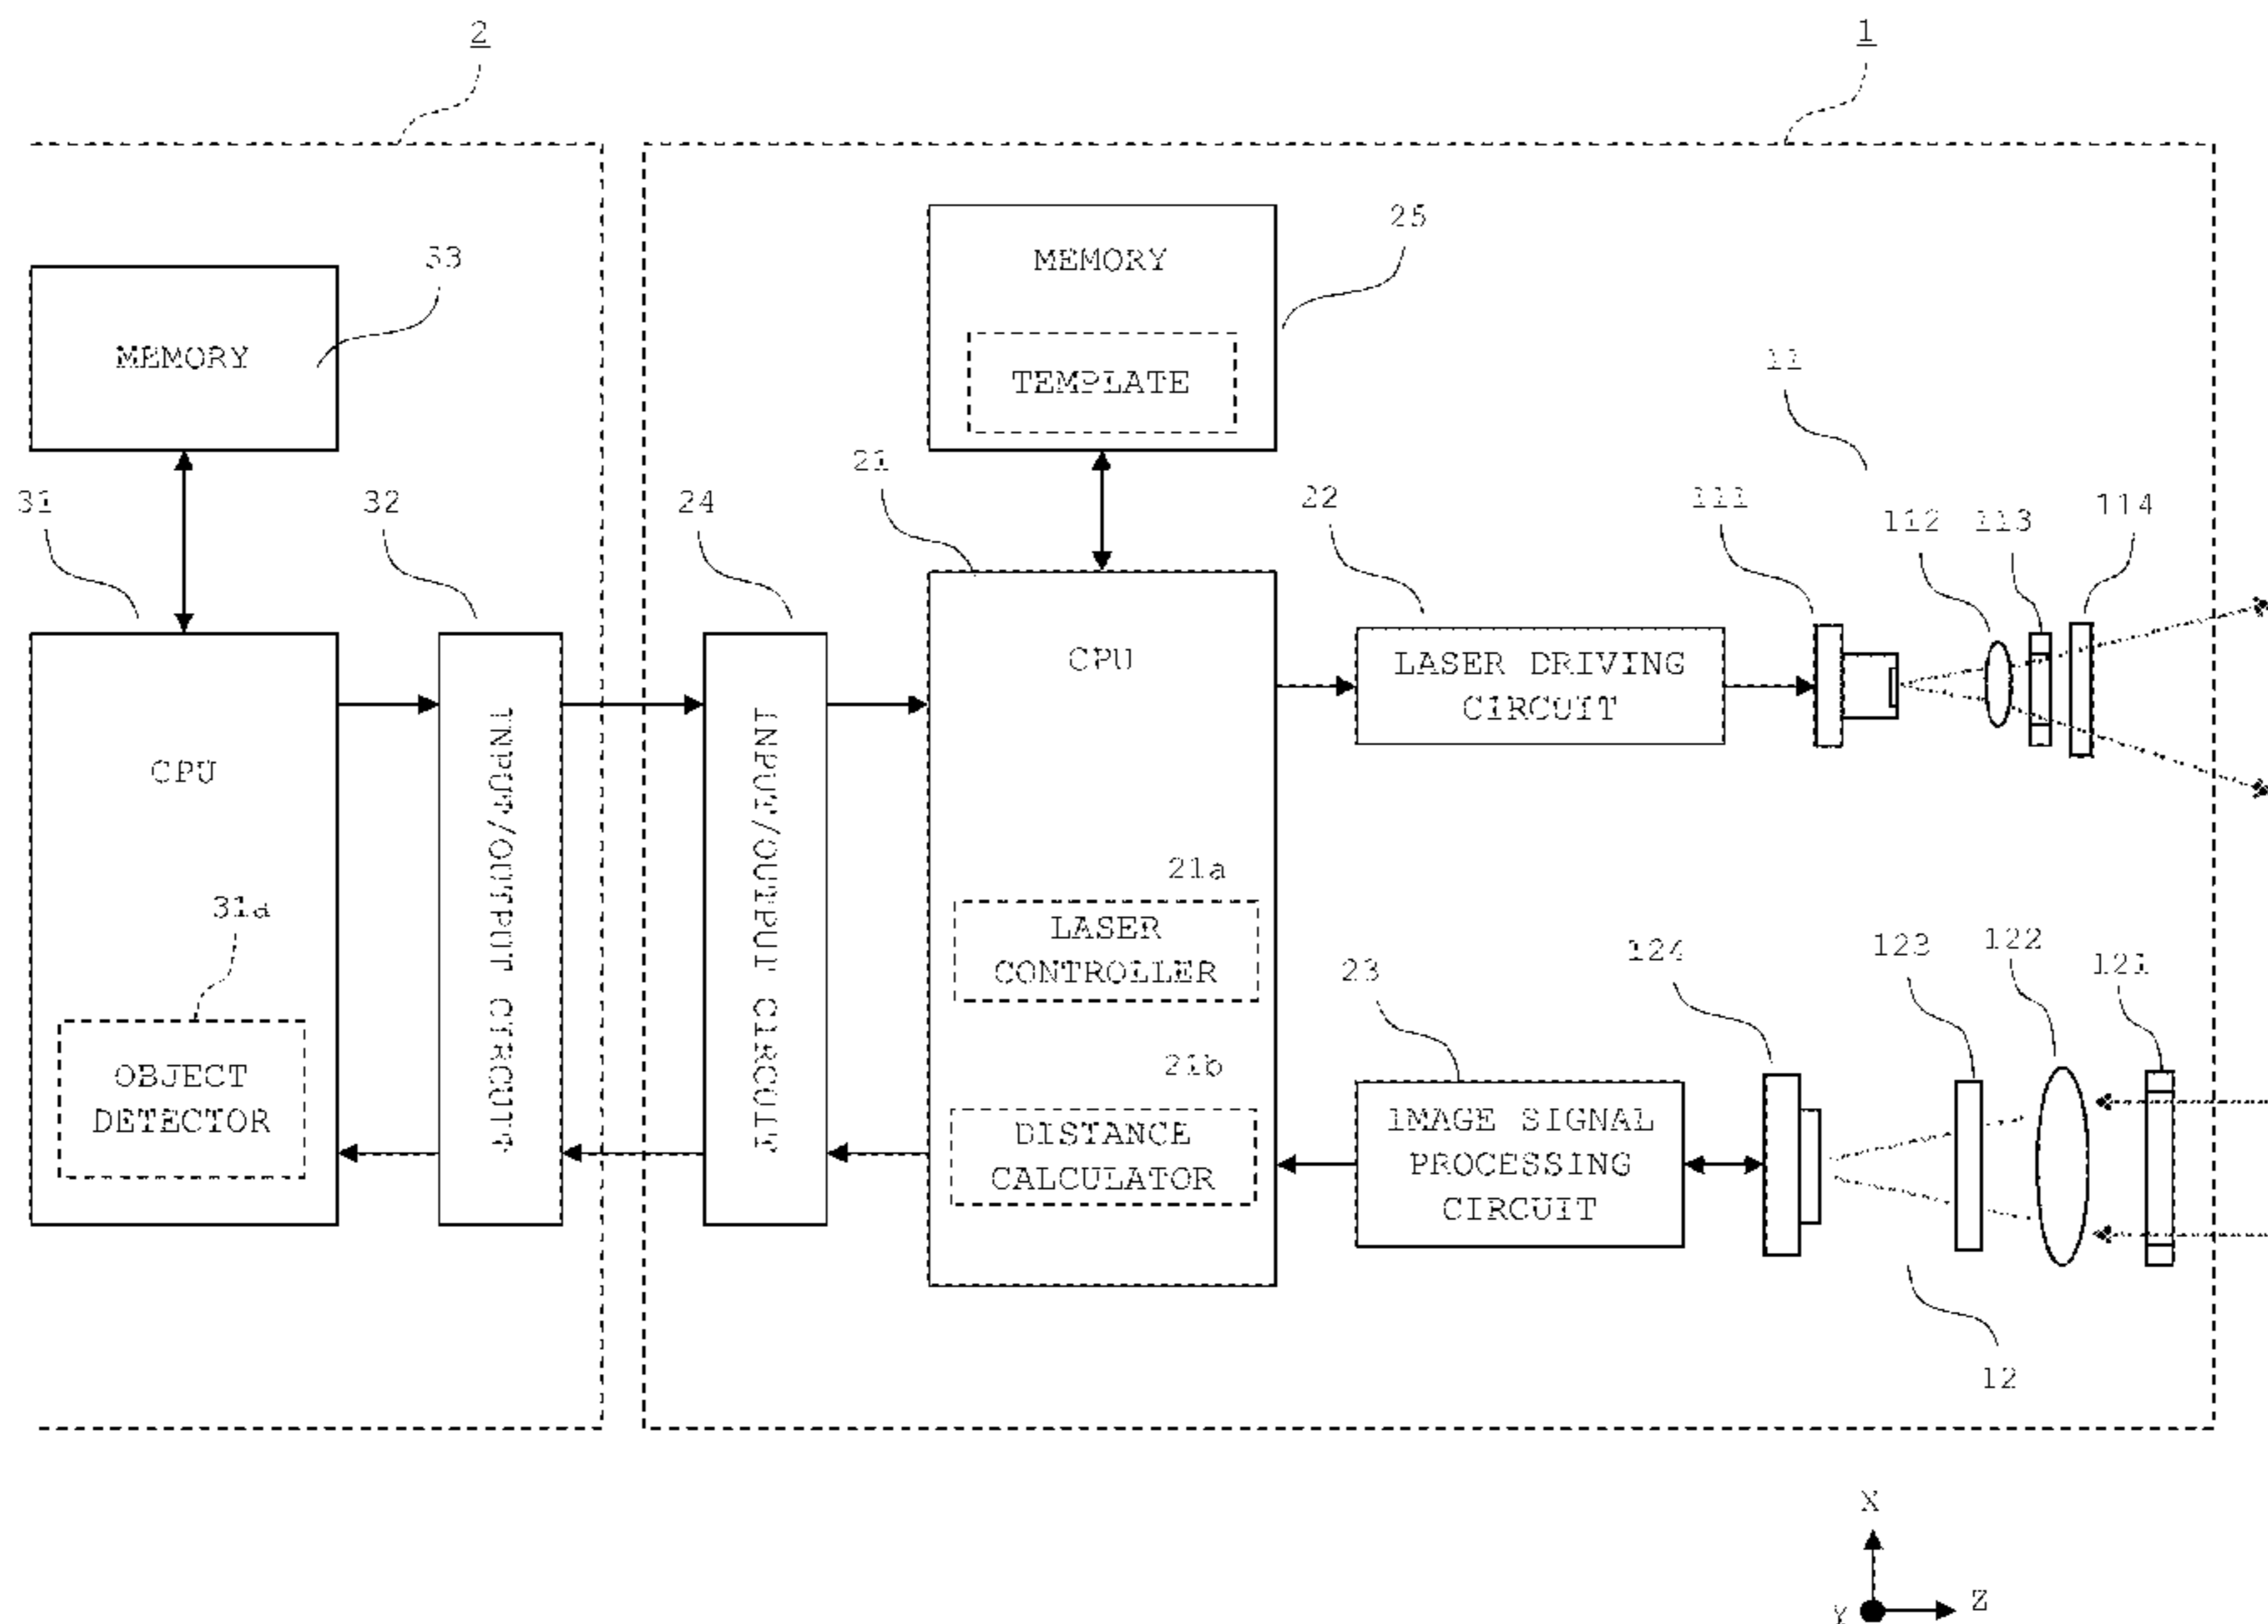 2
1
25
MEMORY
TEMPLATE
33
MEMORY
11
21
31
32
24
22
111
112
113
114
CPU
LASER DRIVING
CIRCUIT
INPUT/OUTPUT CIRCUIT
INPUT/OUTPUT CIRCUIT
CPU
21a
LASER
CONTROLLER
31a
OBJECT
DETECTOR
21b
DISTANCE
CALCULATOR
23
IMAGE SIGNAL
PROCESSING
CIRCUIT
124
123
122
121
12
X
Y
Z